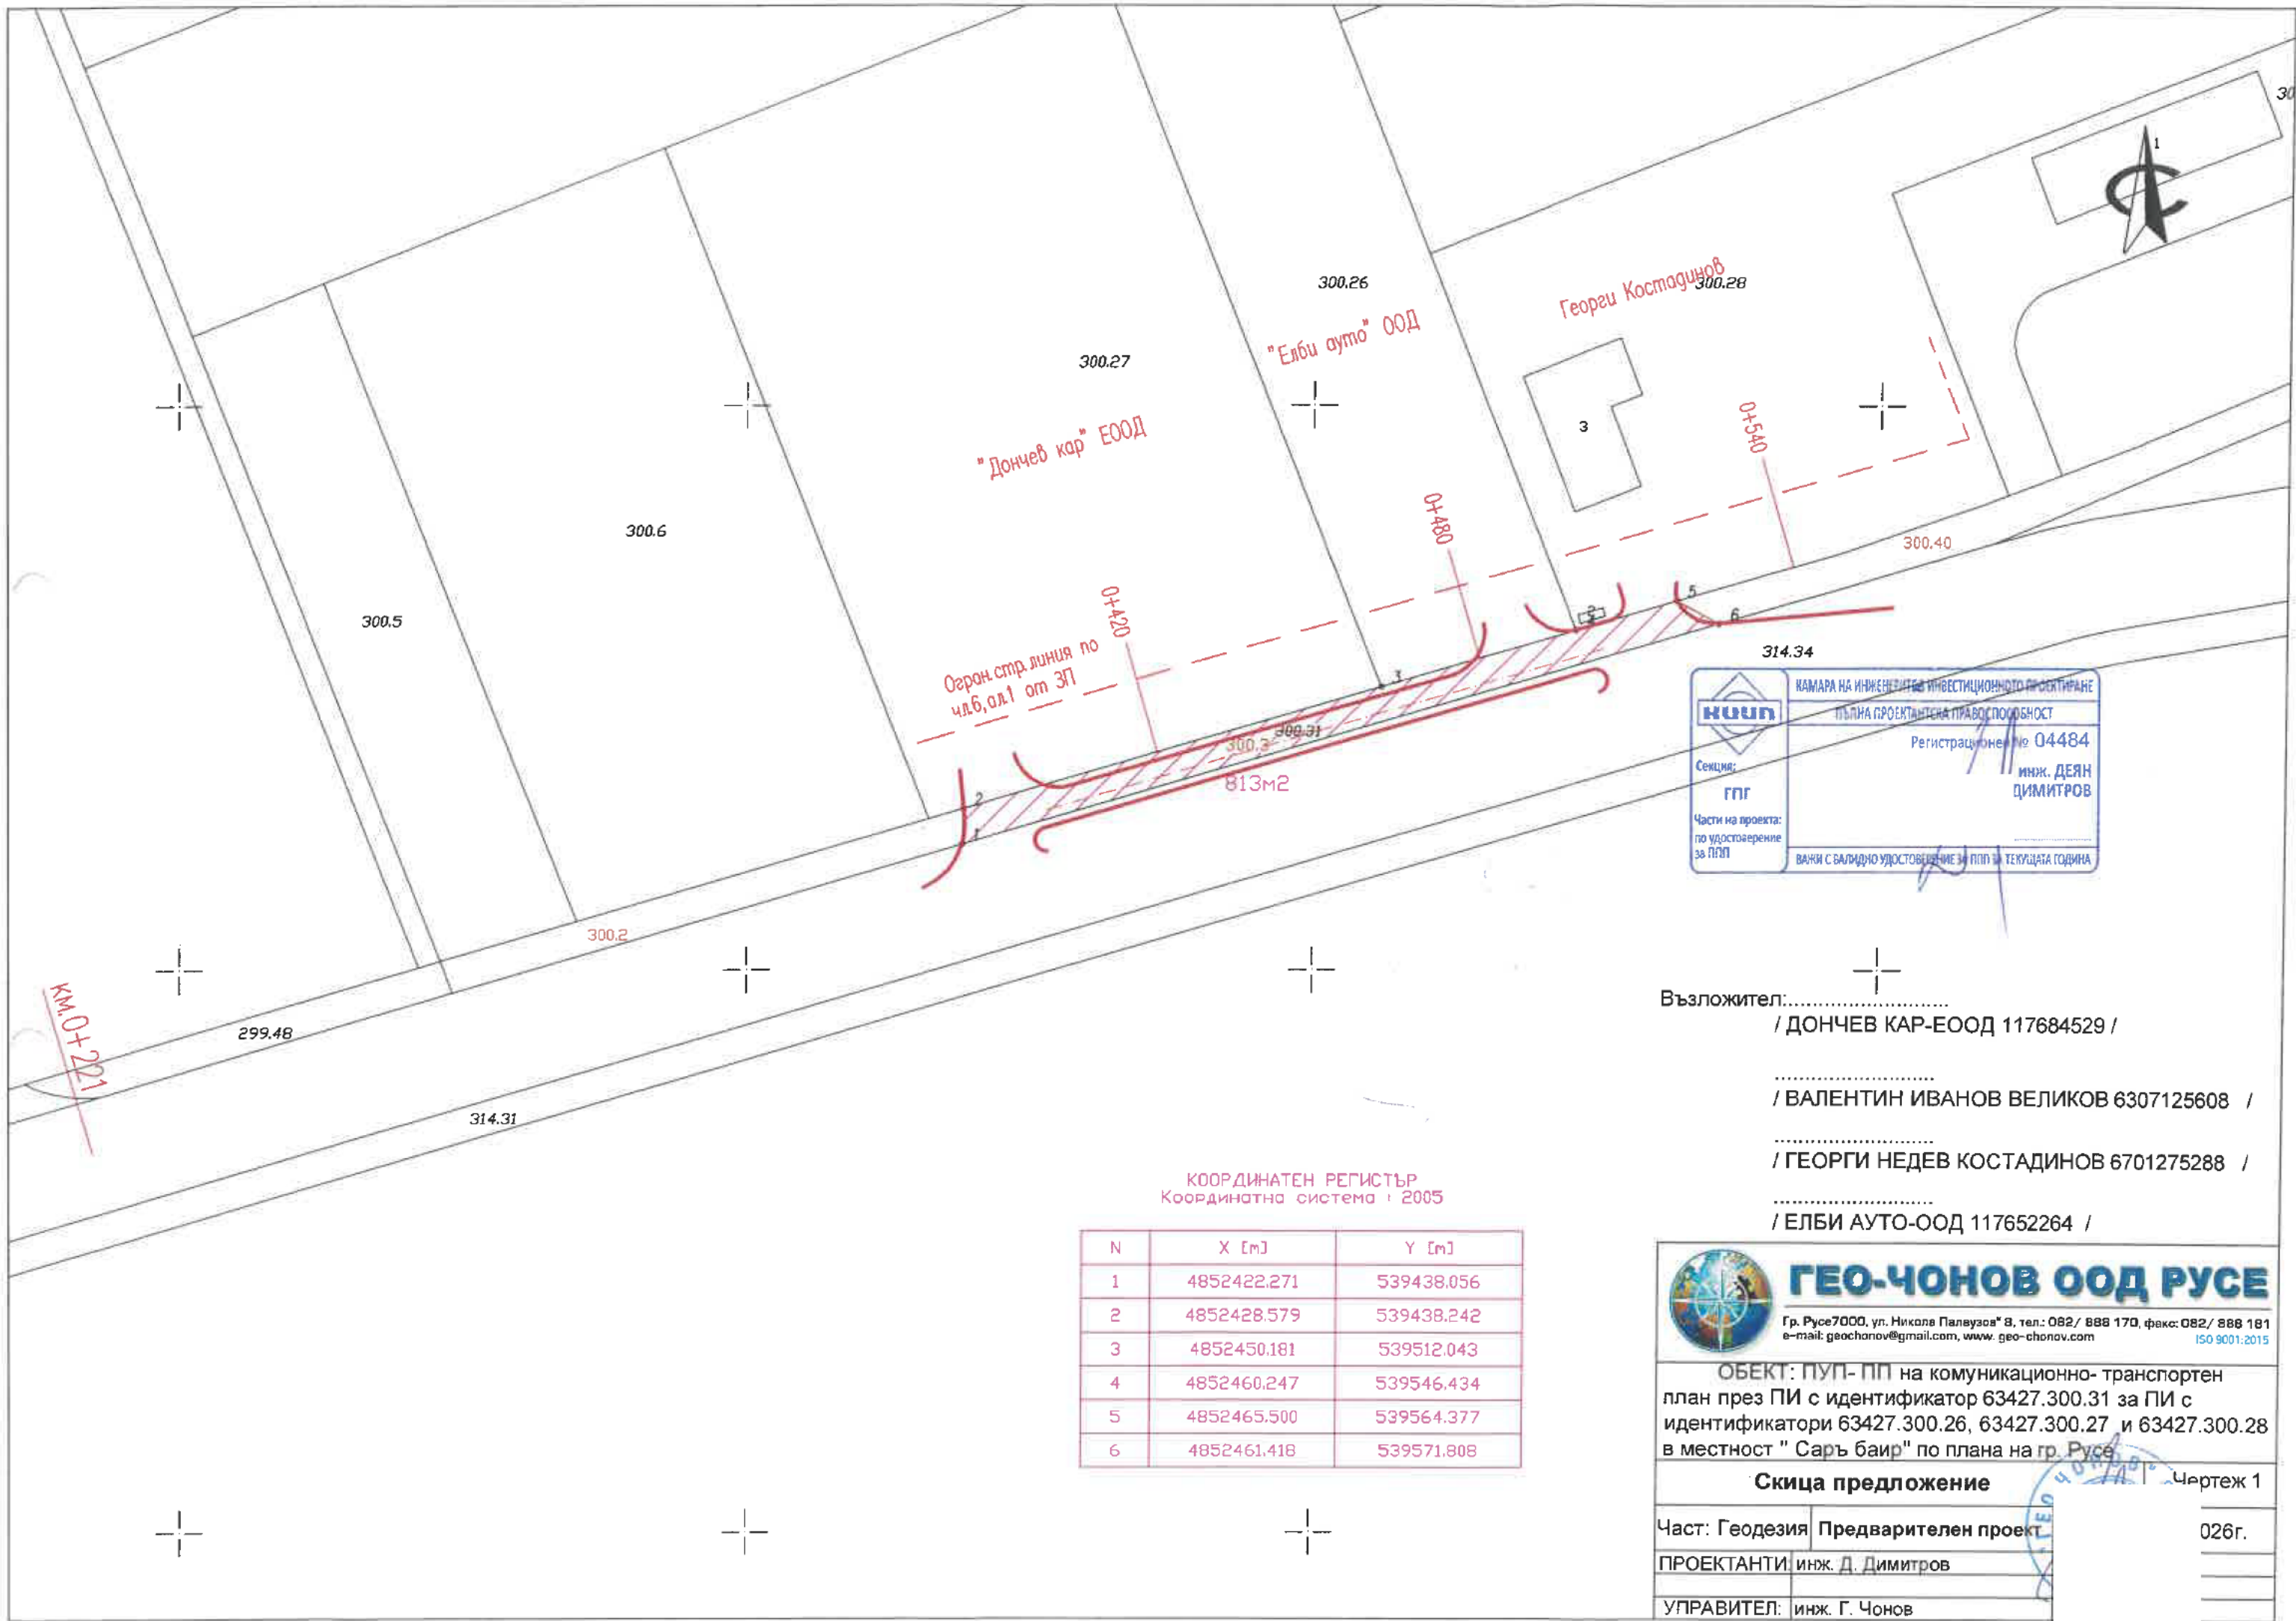 1
300.26
Георги Костадинов
300.28
"Елби ауто" ООД
300.27
"Дончев кар" ЕООД
3
0+540
0+480
300.6
300.40
300.5
0+420
Огран.стр.линия по
чл.6,ал.1 от ЗП
5
6
3
314.34
300.3
300.31
813м2
2
1
300.2
км.0+221
299.48
314.31
КАМАРА НА ИНЖЕНЕРИТЕ В ИНВЕСТИЦИОННОТО ПРОЕКТИРАНЕ
КИИП
ПЪЛНА ПРОЕКТАНТСКА ПРАВОСПОСОБНОСТ
Регистрационен № 04484
Секция:
ГПГ
инж. ДЕЯН
ДИМИТРОВ
Части на проекта:
по удостоверение
за ППП
ВАЖИ С ВАЛИДНО УДОСТОВЕРЕНИЕ ЗА ППП ЗА ТЕКУЩАТА ГОДИНА
Възложител:...........................
/ ДОНЧЕВ КАР-ЕООД 117684529 /
...........................
/ ВАЛЕНТИН ИВАНОВ ВЕЛИКОВ 6307125608 /
...........................
/ ГЕОРГИ НЕДЕВ КОСТАДИНОВ 6701275288 /
...........................
/ ЕЛБИ АУТО-ООД 117652264 /
КООРДИНАТЕН РЕГИСТЪР
Координатна система : 2005
N X [m] Y [m]
1 4852422.271 539438.056
2 4852428.579 539438.242
3 4852450.181 539512.043
4 4852460.247 539546.434
5 4852465.500 539564.377
6 4852461.418 539571.808
ГЕО-ЧОНОВ ООД РУСЕ
Гр. Русе7000, ул. Никола Палаузов" 8, тел.: 082/ 888 170, факс: 082/ 888 181
e-mail: geochonov@gmail.com, www. geo-chonov.com
ISO 9001:2015
ОБЕКТ: ПУП- ПП на комуникационно- транспортен
план през ПИ с идентификатор 63427.300.31 за ПИ с
идентификатори 63427.300.26, 63427.300.27 и 63427.300.28
в местност " Саръ баир" по плана на гр. Русе
Скица предложение Чертеж 1
Част: Геодезия Предварителен проект 026г.
ПРОЕКТАНТИ: инж. Д. Димитров
УПРАВИТЕЛ: инж. Г. Чонов